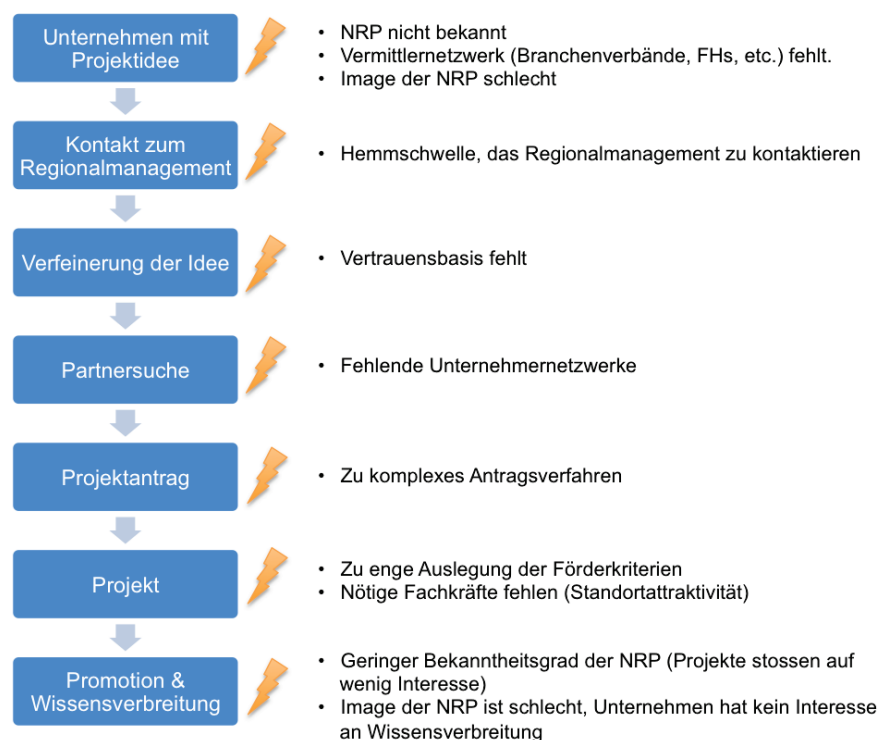 Unternehmen mit
Projektidee
• NRP nicht bekannt
• Vermittlernetzwerk (Branchenverbände, FHs, etc.) fehlt.
• Image der NRP schlecht
Kontakt zum
Regionalmanagement
• Hemmschwelle, das Regionalmanagement zu kontaktieren
Verfeinerung der Idee
• Vertrauensbasis fehlt
Partnersuche
• Fehlende Unternehmernetzwerke
Projektantrag
• Zu komplexes Antragsverfahren
Projekt
• Zu enge Auslegung der Förderkriterien
• Nötige Fachkräfte fehlen (Standortattraktivität)
Promotion &
Wissensverbreitung
• Geringer Bekanntheitsgrad der NRP (Projekte stossen auf
wenig Interesse)
• Image der NRP ist schlecht, Unternehmen hat kein Interesse
an Wissensverbreitung